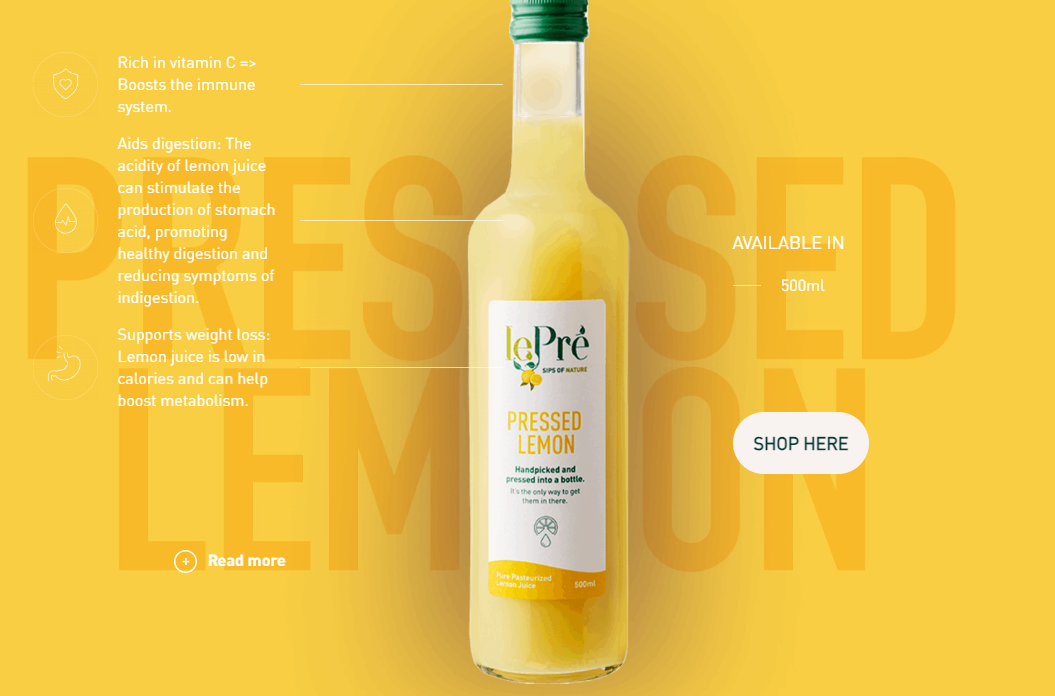 Rich in vitamin C =>
Boosts the immune
system.
Aids digestion: The
acidity of lemon juice
can stimulate the
production of stomach
acid, promoting
healthy digestion and
reducing symptoms of
indigestion.
Supports weight loss:
Lemon juice is low in
calories and can help
boost metabolism.
Read more
PRESSED
LEMON
lePré
SIPS OF NATURE
PRESSED
LEMON
Handpicked and
pressed into a bottle.
It's the only way to get
them in there.
Pure Pasteurized
Lemon Juice
500ml
AVAILABLE IN
500ml
SHOP HERE